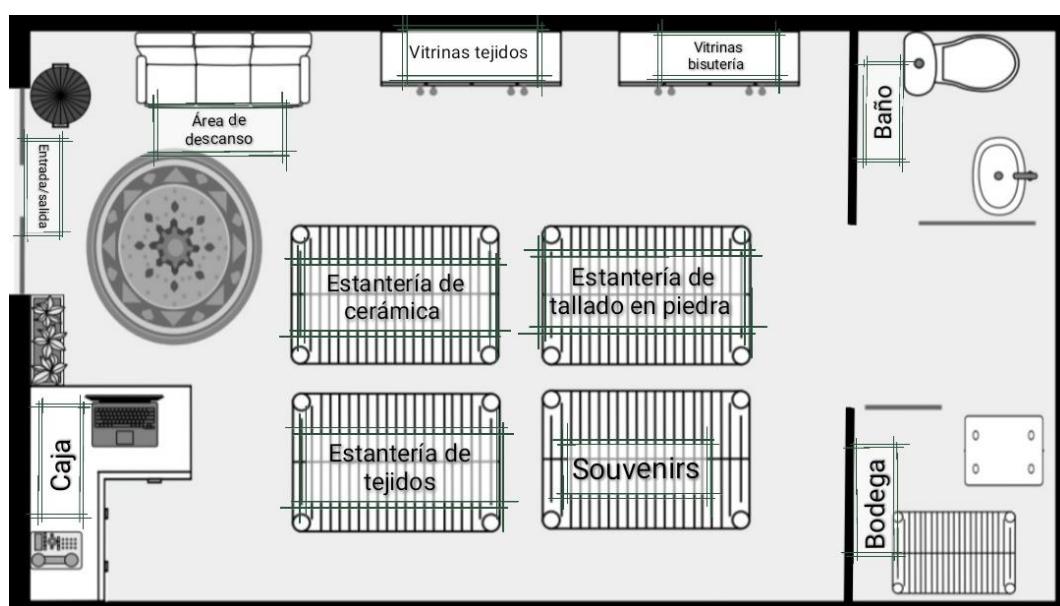 Vitrinas tejidos
Vitrinas
bisutería
Área de
descanso
Baño
Entrada/salida
Estantería de
cerámica
Estantería de
tallado en piedra
Caja
Estantería de
tejidos
Souvenirs
Bodega